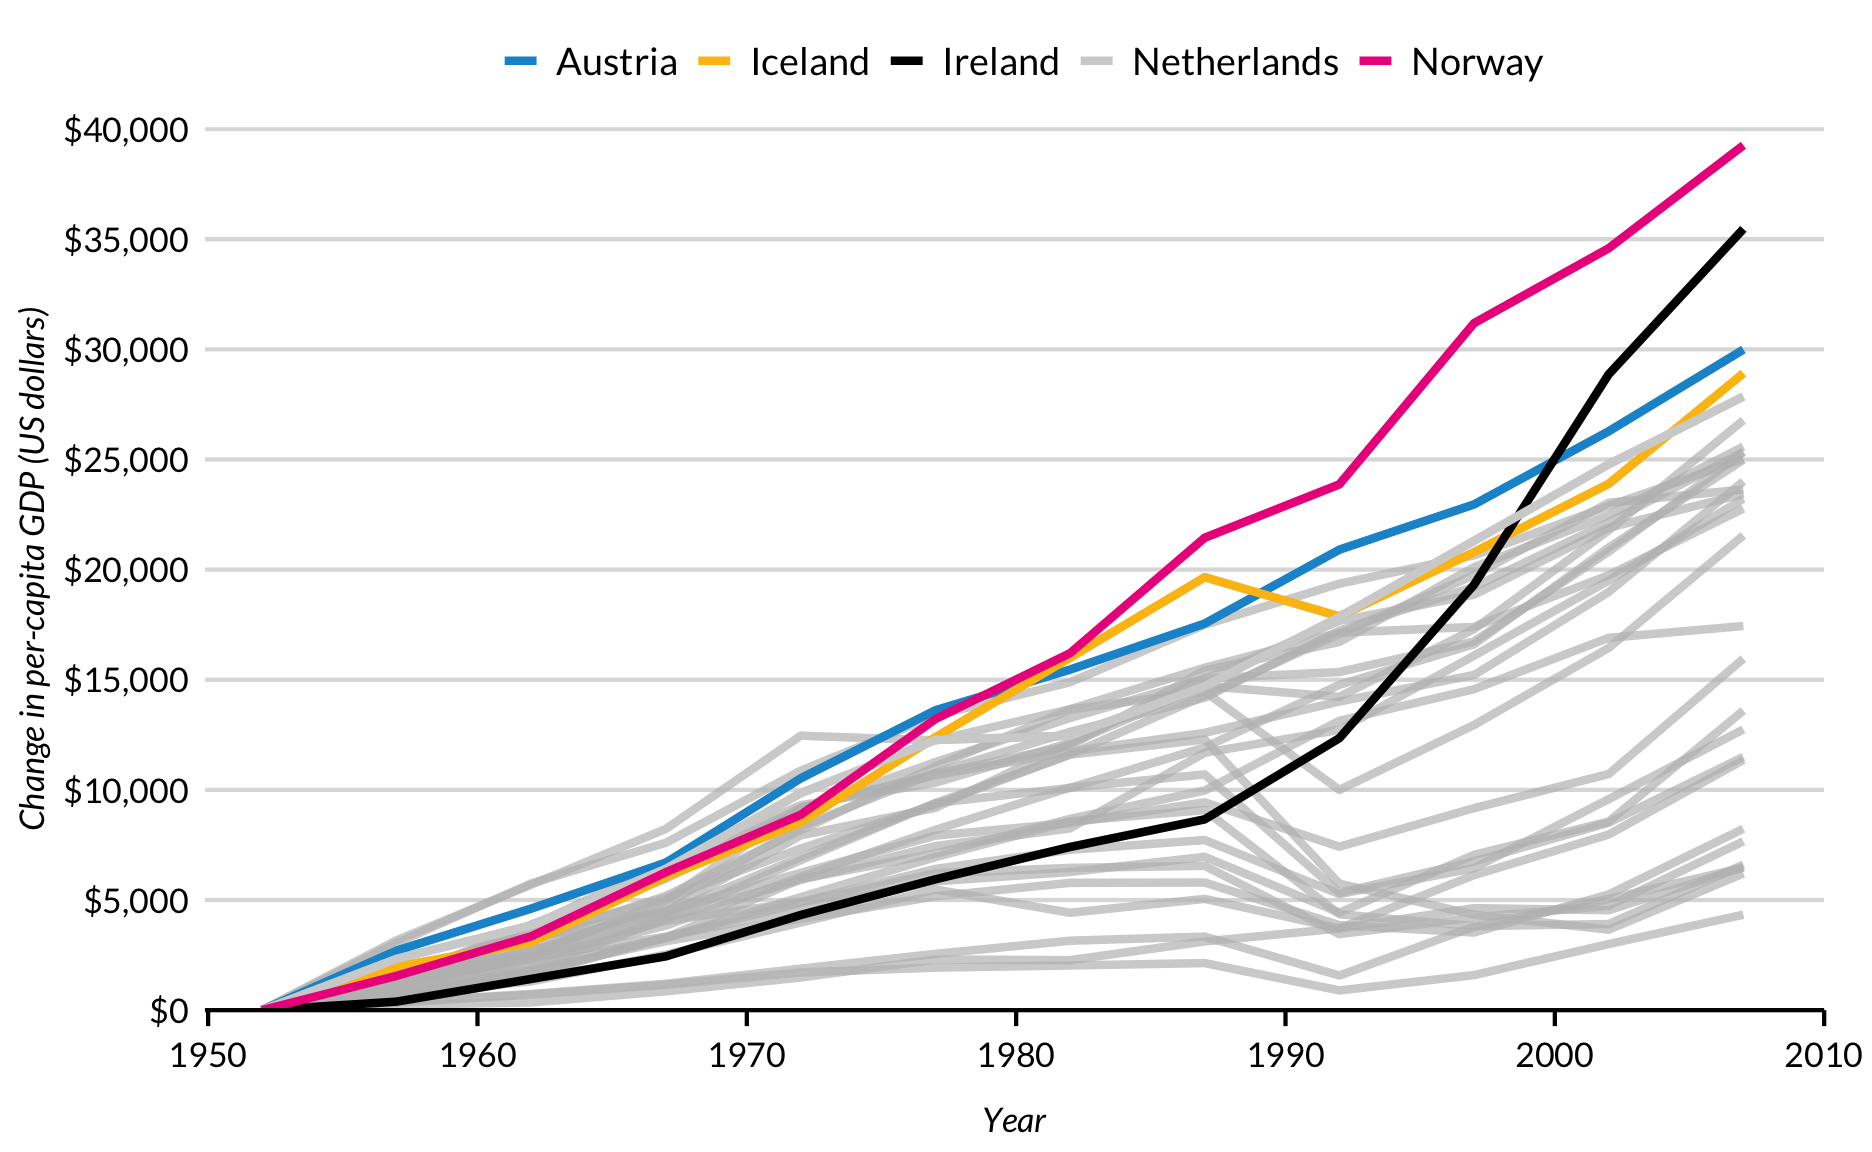 Austria Iceland Ireland Netherlands Norway
$40,000
$35,000
$30,000
$25,000
$20,000
$15,000
$10,000
$5,000
$0
Change in per-capita GDP (US dollars)
1950 1960 1970 1980 1990 2000 2010
Year